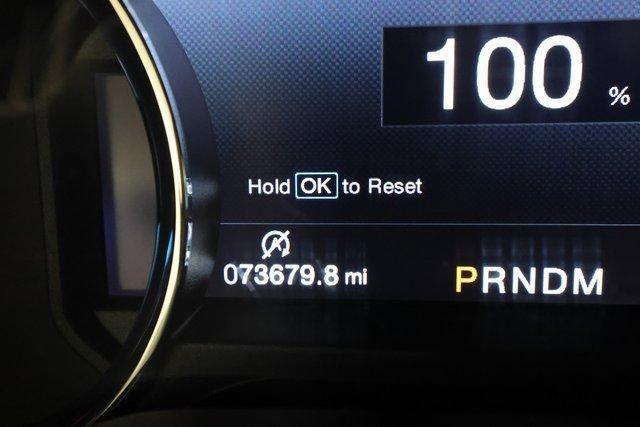 100 %
Hold OK to Reset
073679.8 mi
PRNDM